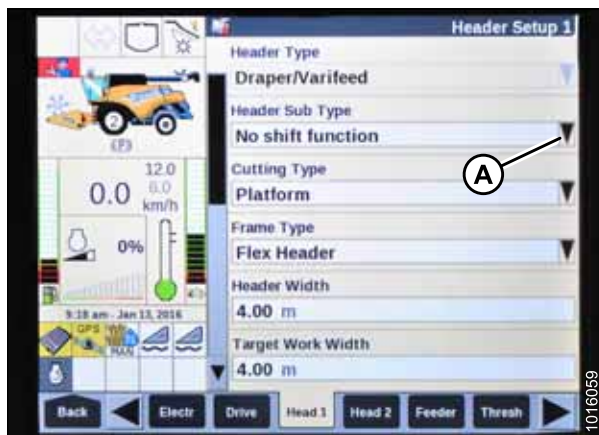 Header Setup 1
Header Type
Draper/Varifeed
Header Sub Type
No shift function
A
Cutting Type
Platform
Frame Type
Flex Header
Header Width
4.00 m
Target Work Width
4.00 m
2
(P)
12.0
0.0 6.0
km/h
0%
9:18 am - Jan 13, 2016
GPS
MAN
Back
Electr
Drive
Head 1
Head 2
Feeder
Thresh
1016059